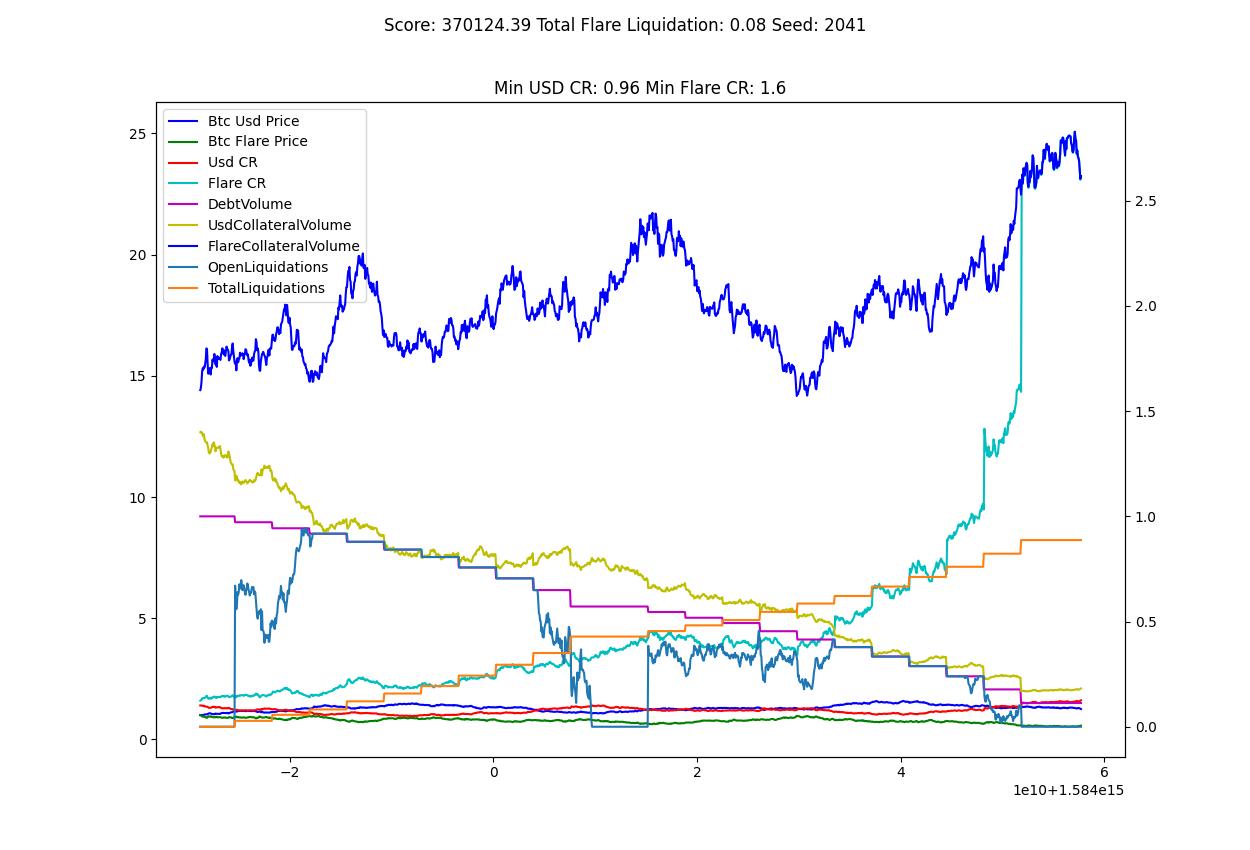 Score: 370124.39 Total Flare Liquidation: 0.08 Seed: 2041
Min USD CR: 0.96 Min Flare CR: 1.6
Btc Usd Price
Btc Flare Price
Usd CR
Flare CR
DebtVolume
UsdCollateralVolume
FlareCollateralVolume
OpenLiquidations
TotalLiquidations
25
20
15
10
5
0
2.5
2.0
1.5
1.0
0.5
0.0
−2
0
2
4
6
1e10+1.584e15